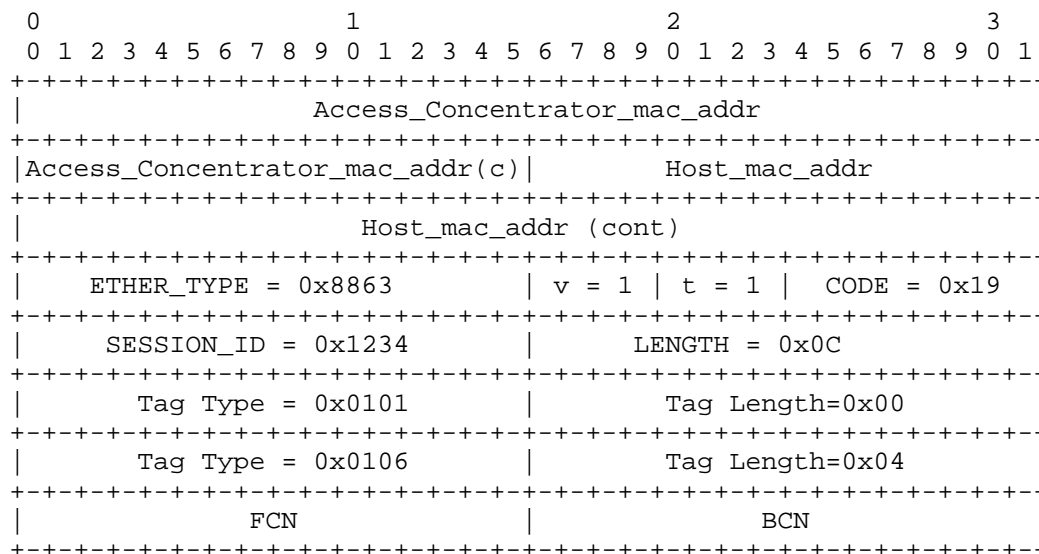 0                   1                   2                   3
 0 1 2 3 4 5 6 7 8 9 0 1 2 3 4 5 6 7 8 9 0 1 2 3 4 5 6 7 8 9 0 1
+-+-+-+-+-+-+-+-+-+-+-+-+-+-+-+-+-+-+-+-+-+-+-+-+-+-+-+-+-+-+-+--
|                  Access_Concentrator_mac_addr
+-+-+-+-+-+-+-+-+-+-+-+-+-+-+-+-+-+-+-+-+-+-+-+-+-+-+-+-+-+-+-+--
|Access_Concentrator_mac_addr(c)|        Host_mac_addr
+-+-+-+-+-+-+-+-+-+-+-+-+-+-+-+-+-+-+-+-+-+-+-+-+-+-+-+-+-+-+-+--
|                     Host_mac_addr (cont)
+-+-+-+-+-+-+-+-+-+-+-+-+-+-+-+-+-+-+-+-+-+-+-+-+-+-+-+-+-+-+-+--
|    ETHER_TYPE = 0x8863        | v = 1 | t = 1 |  CODE = 0x19
+-+-+-+-+-+-+-+-+-+-+-+-+-+-+-+-+-+-+-+-+-+-+-+-+-+-+-+-+-+-+-+--
|     SESSION_ID = 0x1234       |      LENGTH = 0x0C
+-+-+-+-+-+-+-+-+-+-+-+-+-+-+-+-+-+-+-+-+-+-+-+-+-+-+-+-+-+-+-+--
|       Tag Type = 0x0101       |        Tag Length=0x00
+-+-+-+-+-+-+-+-+-+-+-+-+-+-+-+-+-+-+-+-+-+-+-+-+-+-+-+-+-+-+-+--
|       Tag Type = 0x0106       |        Tag Length=0x04
+-+-+-+-+-+-+-+-+-+-+-+-+-+-+-+-+-+-+-+-+-+-+-+-+-+-+-+-+-+-+-+--
|              FCN              |              BCN
+-+-+-+-+-+-+-+-+-+-+-+-+-+-+-+-+-+-+-+-+-+-+-+-+-+-+-+-+-+-+-+--